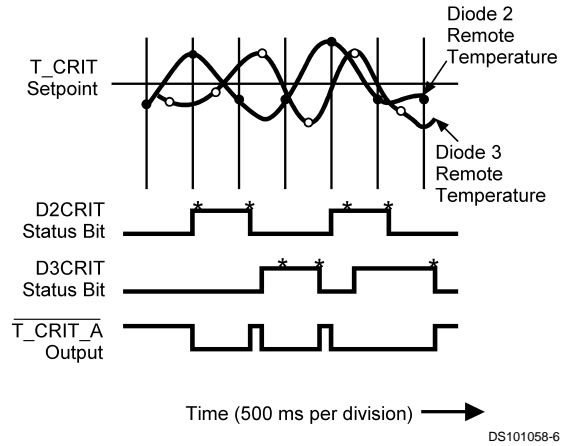 Diode 2
Remote
Temperature
T_CRIT
Setpoint
Diode 3
Remote
Temperature
D2CRIT
Status Bit
* * * *
D3CRIT
Status Bit
* * *
T_CRIT_A
Output
Time (500 ms per division)
DS101058-6